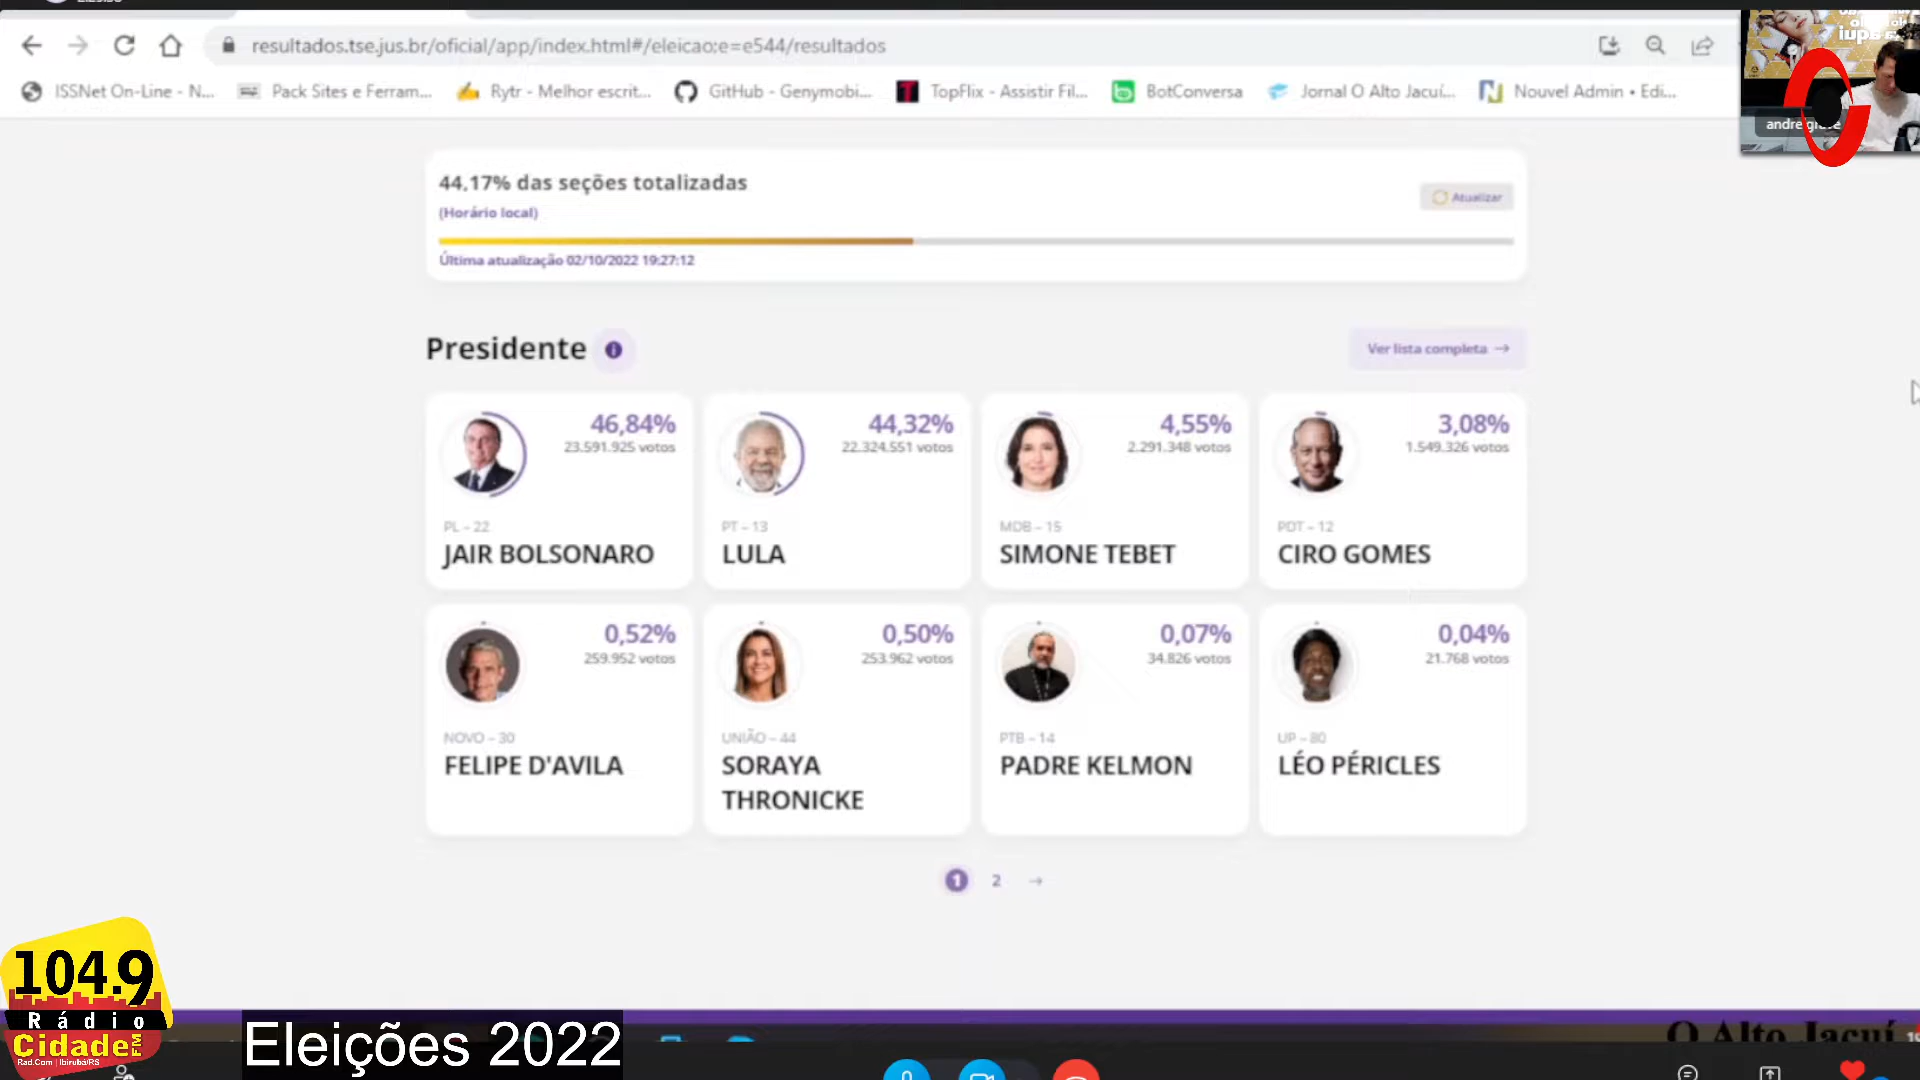 resultados.tse.jus.br/oficial/app/index.html#/eleicao;e=e544/resultados
ISSNet On-Line - N...
Pack Sites e Ferram...
Rytr - Melhor escrit...
GitHub - Genymobi...
TopFlix - Assistir Fil...
BotConversa
Jornal O Alto Jacuí...
Nouvel Admin • Edi...
44,17% das seções totalizadas
(Horário local)
Atualizar
Última atualização 02/10/2022 19:27:12
Presidente
Ver lista completa →
46,84%
23.591.925 votos
PL - 22
JAIR BOLSONARO
44,32%
22.324.551 votos
PT - 13
LULA
4,55%
2.291.348 votos
MDB - 15
SIMONE TEBET
3,08%
1.549.326 votos
PDT - 12
CIRO GOMES
0,52%
259.952 votos
NOVO - 30
FELIPE D'AVILA
0,50%
253.962 votos
UNIÃO - 44
SORAYA
THRONICKE
0,07%
34.826 votos
PTB - 14
PADRE KELMON
0,04%
21.768 votos
UP - 80
LÉO PÉRICLES
1 2 →
104.9
Rádio
Cidade FM
Rad.Com | Ibirubá/RS
Eleições 2022
O Alto Jacuí
andre